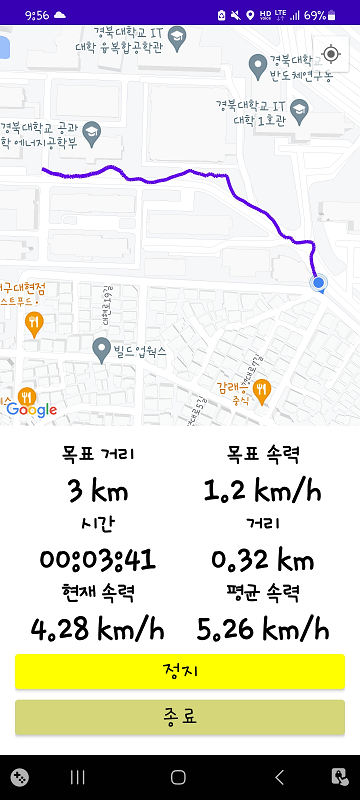 9:56
HD VOICE LTE 69%
경북대학교 IT
대학 융복합공학관
경북대학교
반도체연구동
경북대학교 IT
대학 1호관
경북대학교 공과
학 에너지공학부
구대현점
스트푸드
대현로19길
빌드업웍스
감래
중식
Google
목표 거리
목표 속력
3 km
1.2 km/h
시간
거리
00:03:41
0.32 km
현재 속력
평균 속력
4.28 km/h
5.26 km/h
정지
종료